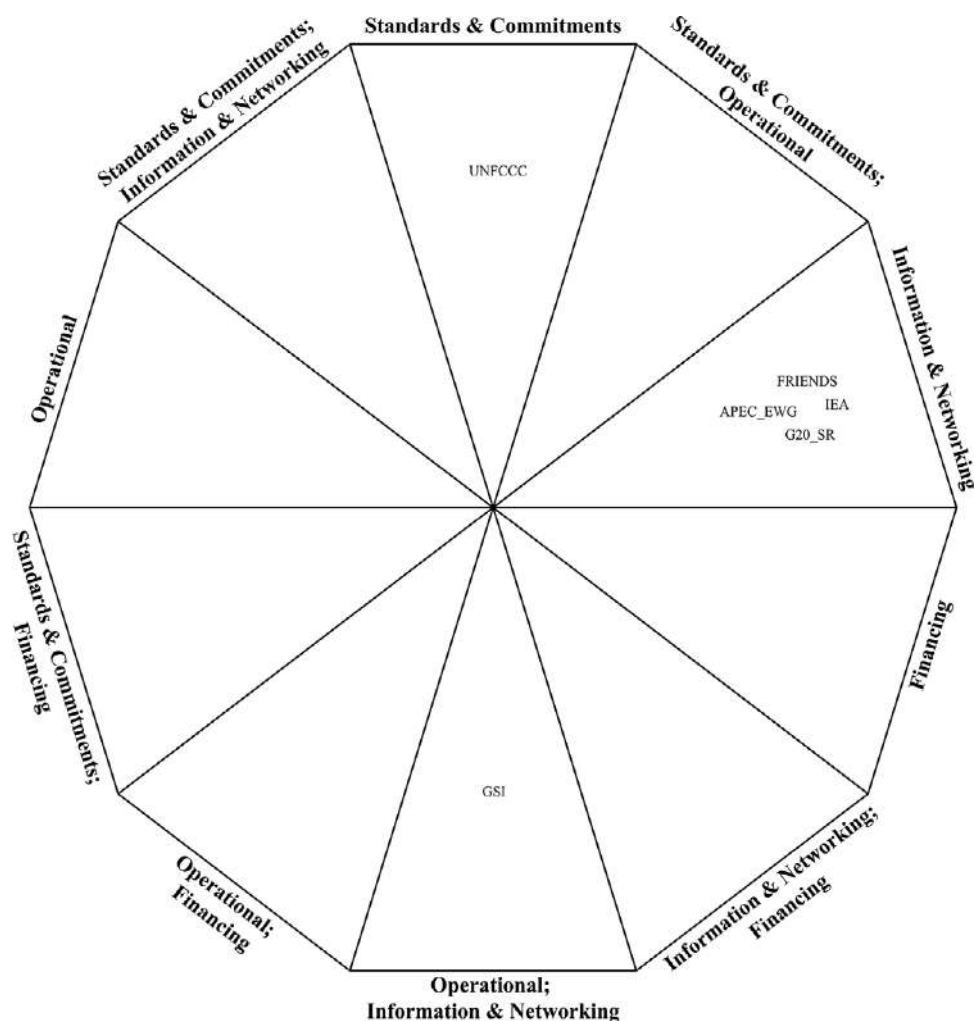 Standards & Commitments
Standards & Commitments;
Information & Networking
Standards & Commitments;
Operational
UNFCCC
Operational
Information & Networking
FRIENDS
IEA
APEC_EWG
G20_SR
Standards & Commitments;
Financing
Financing
GSI
Operational;
Financing
Information & Networking;
Financing
Operational;
Information & Networking